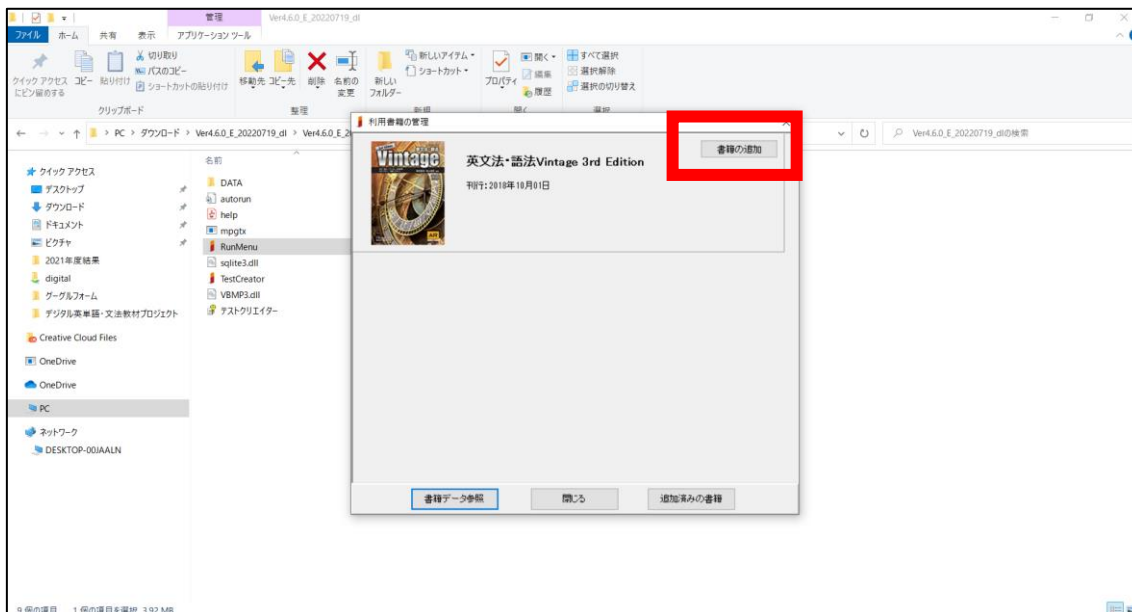 管理
Ver4.6.0_E_20220719_dl
ファイル ホーム 共有 表示 アプリケーション ツール
クイック アクセス
にピン留めする
コピー
貼り付け
切り取り
パスのコピー
ショートカットの貼り付け
クリップボード
移動先 コピー先 削除 名前の
変更
整理
新しい
フォルダー
新しいアイテム
ショートカット
新規
プロパティ
開く
編集
履歴
開く
すべて選択
選択解除
選択の切り替え
選択
PC > ダウンロード > Ver4.6.0_E_20220719_dl > Ver4.6.0_E_2
Ver4.6.0_E_20220719_dlの検索
クイック アクセス
デスクトップ
ダウンロード
ドキュメント
ピクチャ
2021年度結果
digital
グーグルフォーム
デジタル英単語・文法教材プロジェクト
Creative Cloud Files
OneDrive
OneDrive
PC
ネットワーク
DESKTOP-00JAALN
名前
DATA
autorun
help
mpgtx
RunMenu
sqlite3.dll
TestCreator
VBMP3.dll
テストクリエイター
利用書籍の管理
Vintage
英文法・語法Vintage 3rd Edition
刊行：2018年10月01日
書籍の追加
書籍データ参照
閉じる
追加済みの書籍
9 個の項目 1 個の項目を選択 3.92 MB